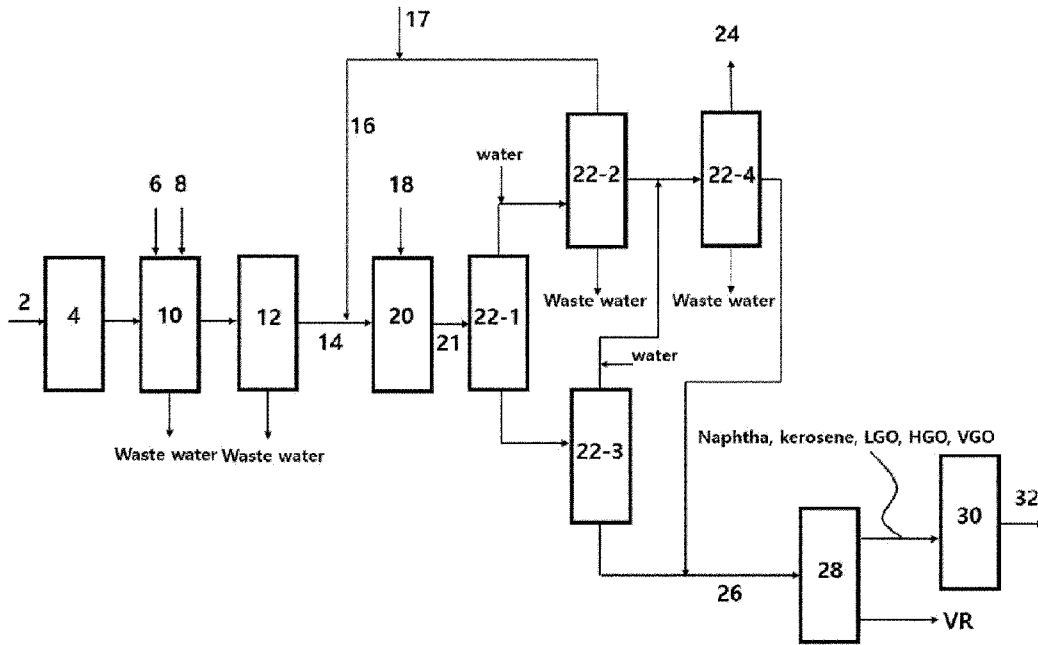 17
24
16
water
22-2
22-4
6 8
18
Waste water
Waste water
2
4
10
12
14
20
21
22-1
water
Waste water
Waste water
22-3
Naphtha, kerosene, LGO, HGO, VGO
30
32
26
28
VR